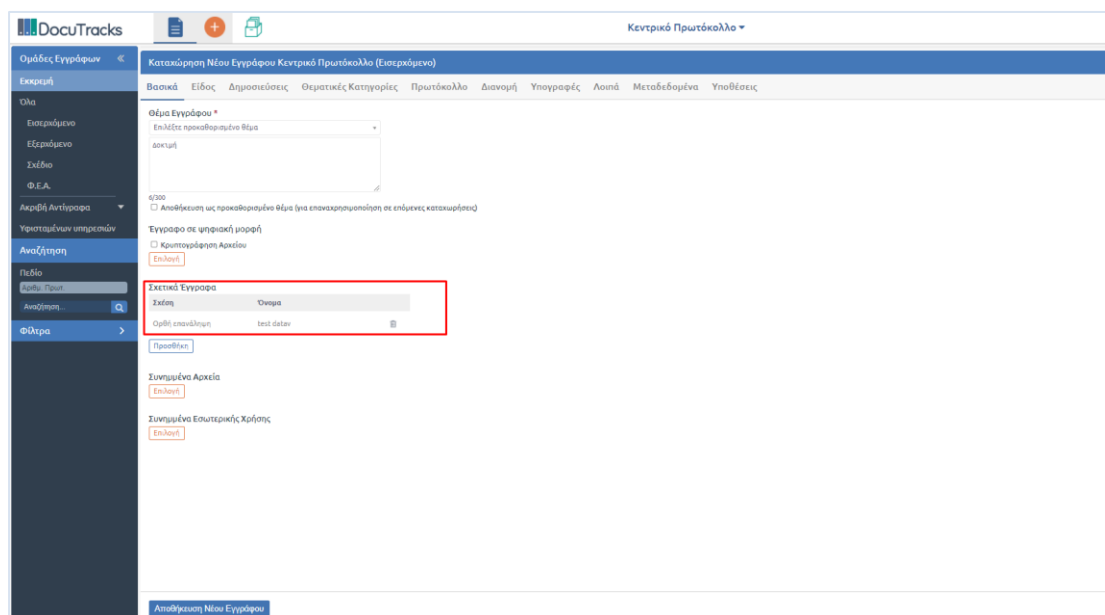 DocuTracks
Κεντρικό Πρωτόκολλο
Ομάδες Εγγράφων
Εκκρεμή
Όλα
Εισερχόμενο
Εξερχόμενο
Σχέδιο
Φ.Ε.Α.
Ακριβή Αντίγραφα
Υφισταμένων υπηρεσιών
Αναζήτηση
Πεδίο
Αριθμ. Πρωτ.
Αναζήτηση...
Φίλτρα
Καταχώρηση Νέου Εγγράφου Κεντρικό Πρωτόκολλο (Εισερχόμενο)
Βασικά Είδος Δημοσιεύσεις Θεματικές Κατηγορίες Πρωτόκολλο Διανομή Υπογραφές Λοιπά Μεταδεδομένα Υποθέσεις
Θέμα Εγγράφου *
Επιλέξτε προκαθορισμένο θέμα
Δοκιμή
6/300
Αποθήκευση ως προκαθορισμένο θέμα (για επαναχρησιμοποίηση σε επόμενες καταχωρήσεις)
Έγγραφο σε ψηφιακή μορφή
Κρυπτογράφηση Αρχείου
Επιλογή
Σχετικά Έγγραφα
Σχέση Όνομα
Ορθή επανάληψη test datav
Προσθήκη
Συνημμένα Αρχεία
Επιλογή
Συνημμένα Εσωτερικής Χρήσης
Επιλογή
Αποθήκευση Νέου Εγγράφου